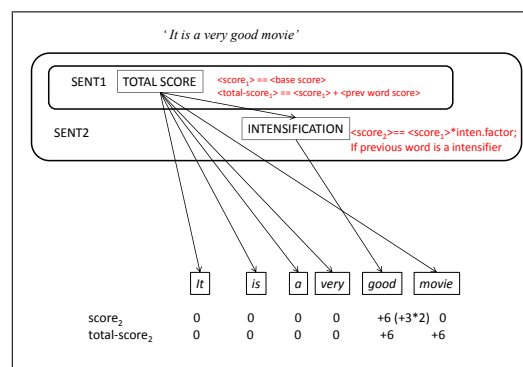 ‘ It is a very good movie’
SENT1 TOTAL SCORE <score₁> == <base score>
<total-score₁> == <score₁> + <prev word score>
SENT2 INTENSIFICATION <score₂>== <score₁>*inten.factor;
If previous word is a intensifier
It is a very good movie
score₂ 0 0 0 0 +6 (+3*2) 0
total-score₂ 0 0 0 0 +6 +6